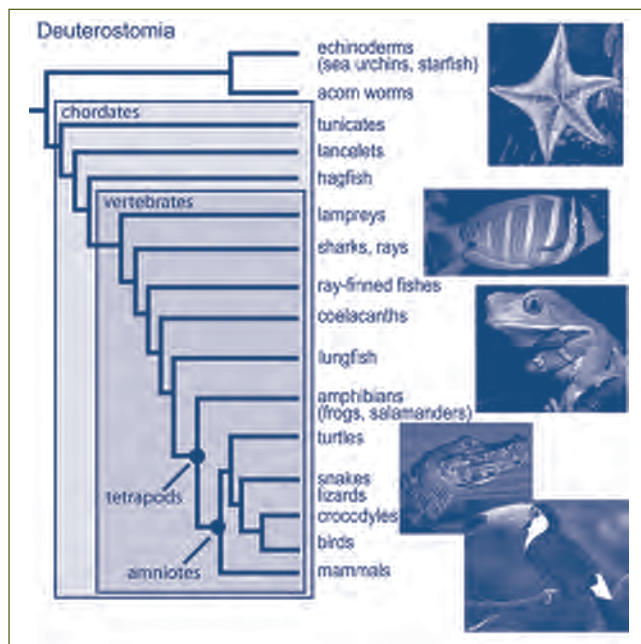 Deuterostomia
echinoderms
(sea urchins, starfish)
acorn worms
chordates
tunicates
lancelets
hagfish
vertebrates
lampreys
sharks, rays
ray-finned fishes
coelacanths
lungfish
amphibians
(frogs, salamanders)
turtles
tetrapods
snakes
lizards
crocodyles
birds
amniotes
mammals